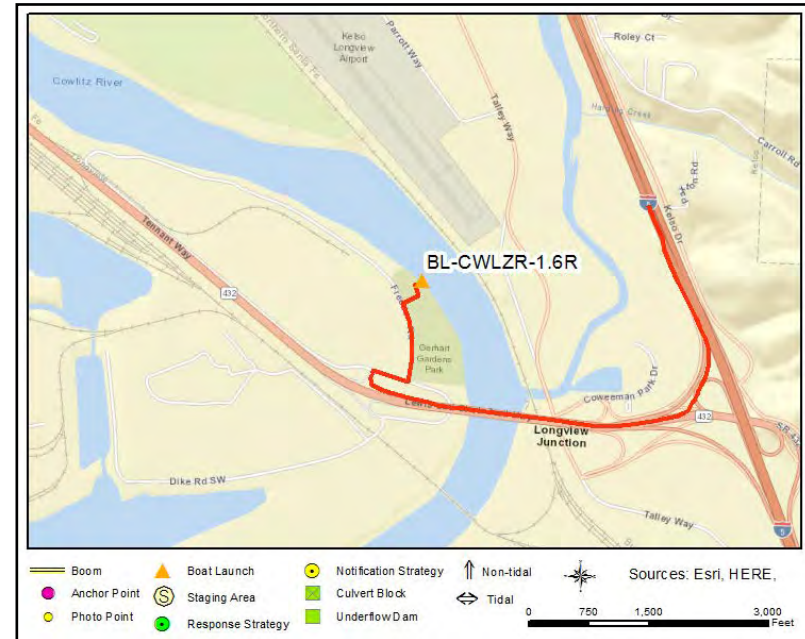 Kelso
Longview
Airport
Parrott Way
Roley Ct
Cowlitz River
Talley Way
Carroll Rd
Kelso
Kelso Dr
5
Tennant Way
432
BL-CWLZR-1.6R
Gerhart
Gardens
Park
Coweeman Park Dr
432
SR 432
Longview
Junction
Dike Rd SW
Talley Way
5
Boom
Anchor Point
Photo Point
Boat Launch
S Staging Area
Response Strategy
Notification Strategy
Culvert Block
Underflow Dam
Non-tidal
Tidal
Sources: Esri, HERE,
0 750 1,500 3,000
Feet